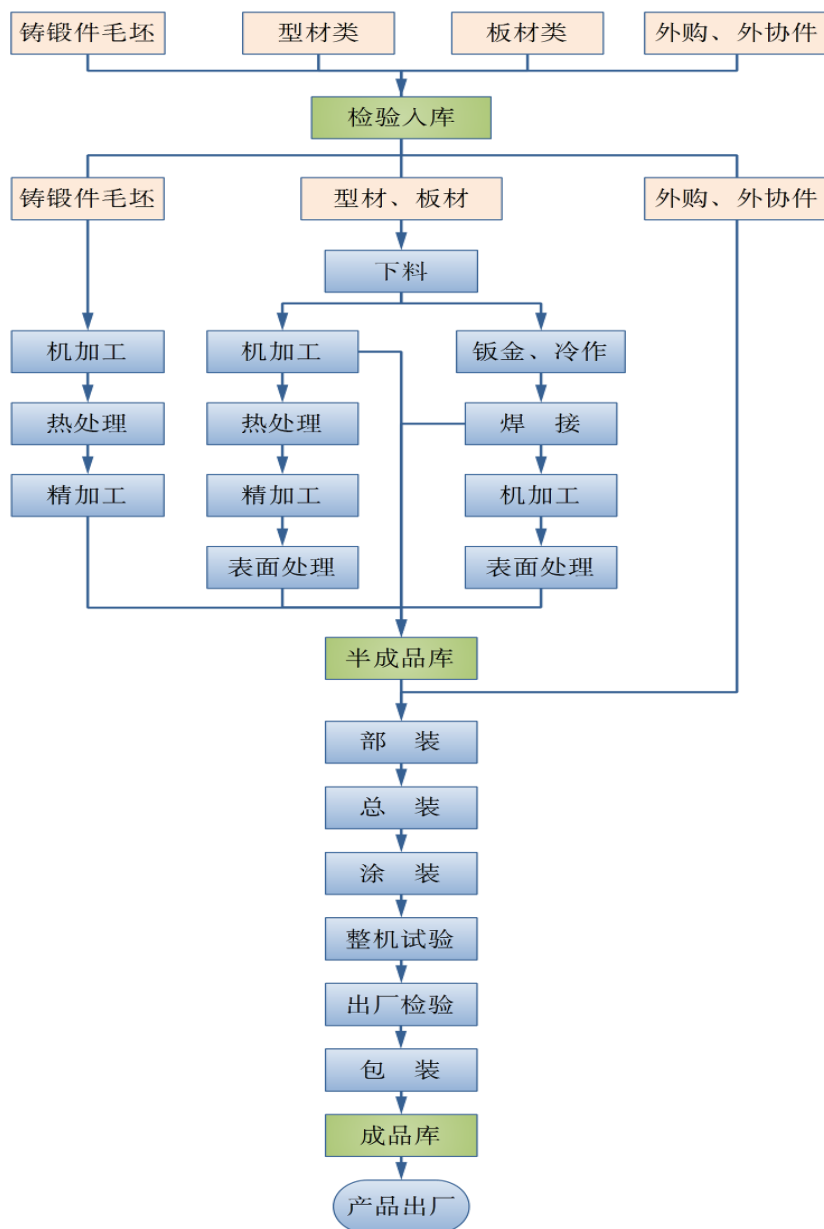 铸锻件毛坯
型材类
板材类
外购、外协件
检验入库
铸锻件毛坯
型材、板材
外购、外协件
下料
机加工
机加工
钣金、冷作
热处理
热处理
焊　接
精加工
精加工
机加工
表面处理
表面处理
半成品库
部　装
总　装
涂　装
整机试验
出厂检验
包　装
成品库
产品出厂